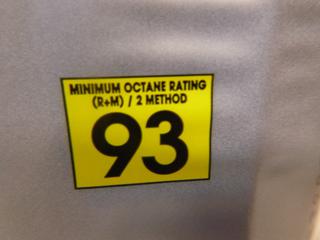 MINIMUM OCTANE RATING
(R+M) / 2 METHOD
93